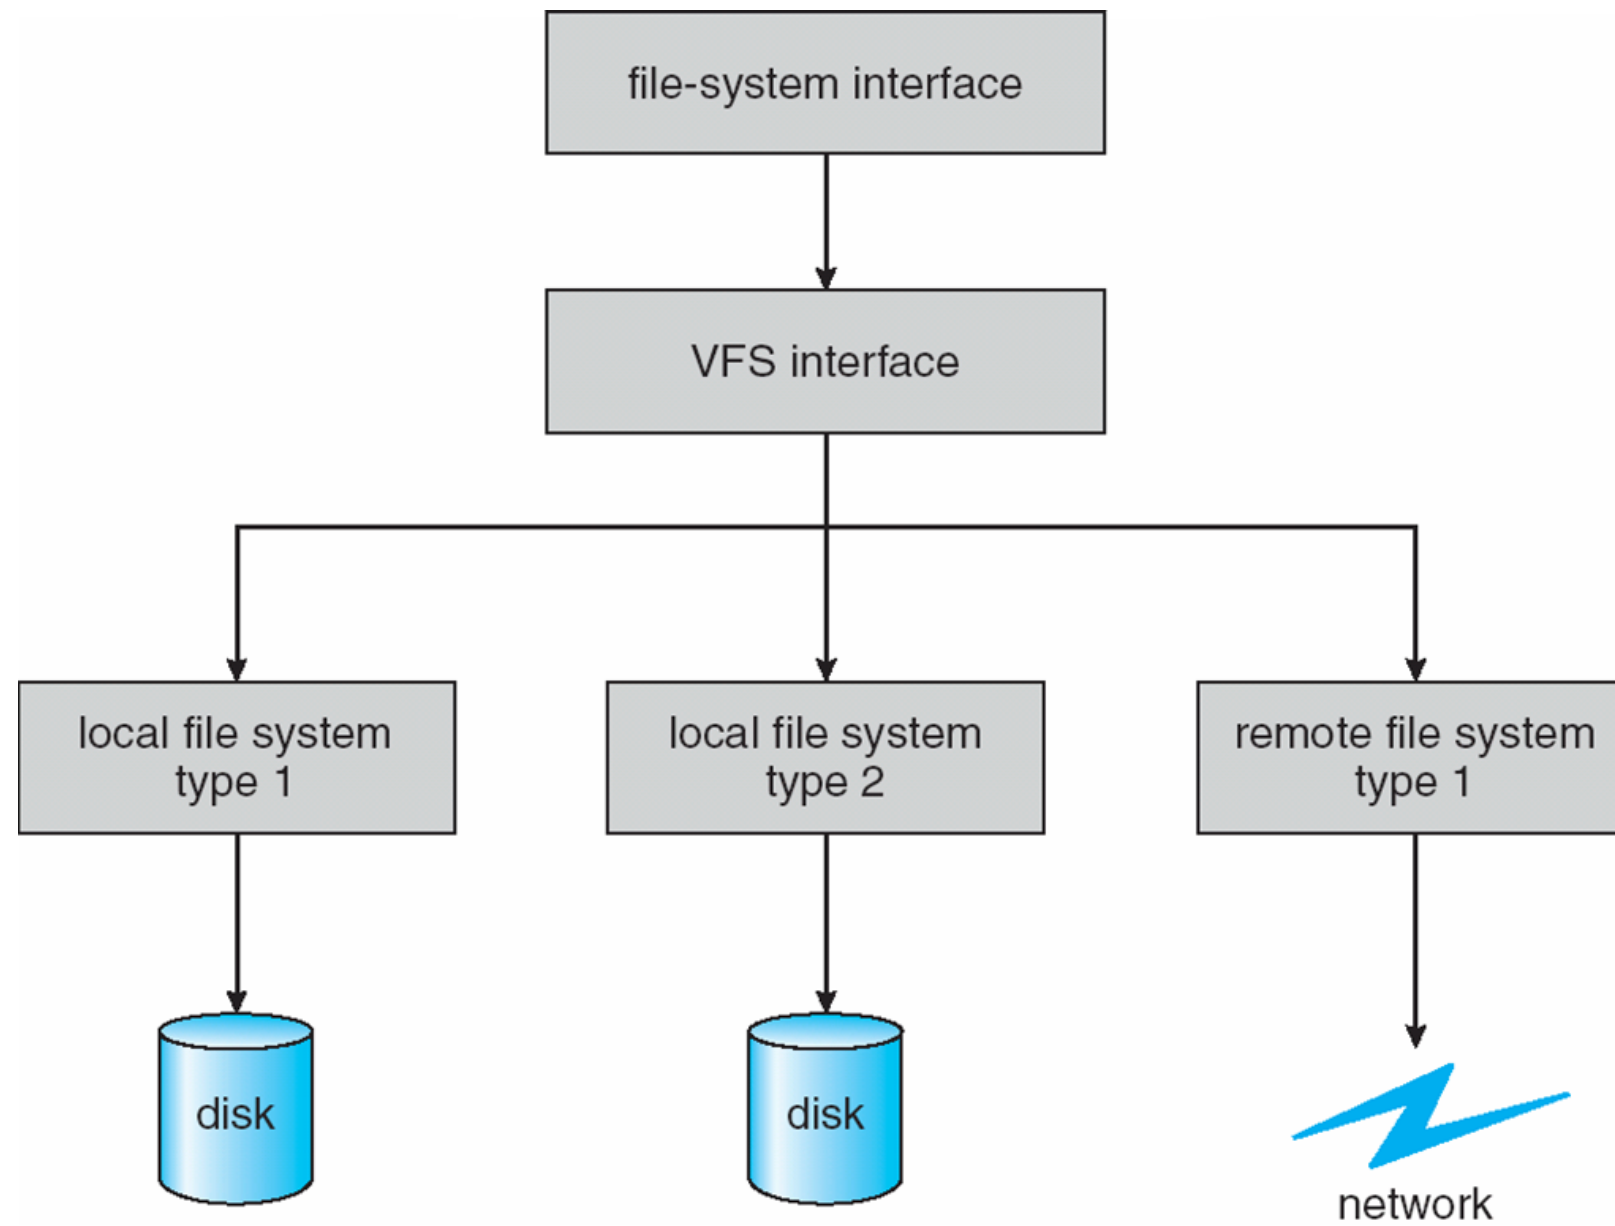 file-system interface
VFS interface
local file system
type 1
local file system
type 2
remote file system
type 1
disk
disk
network